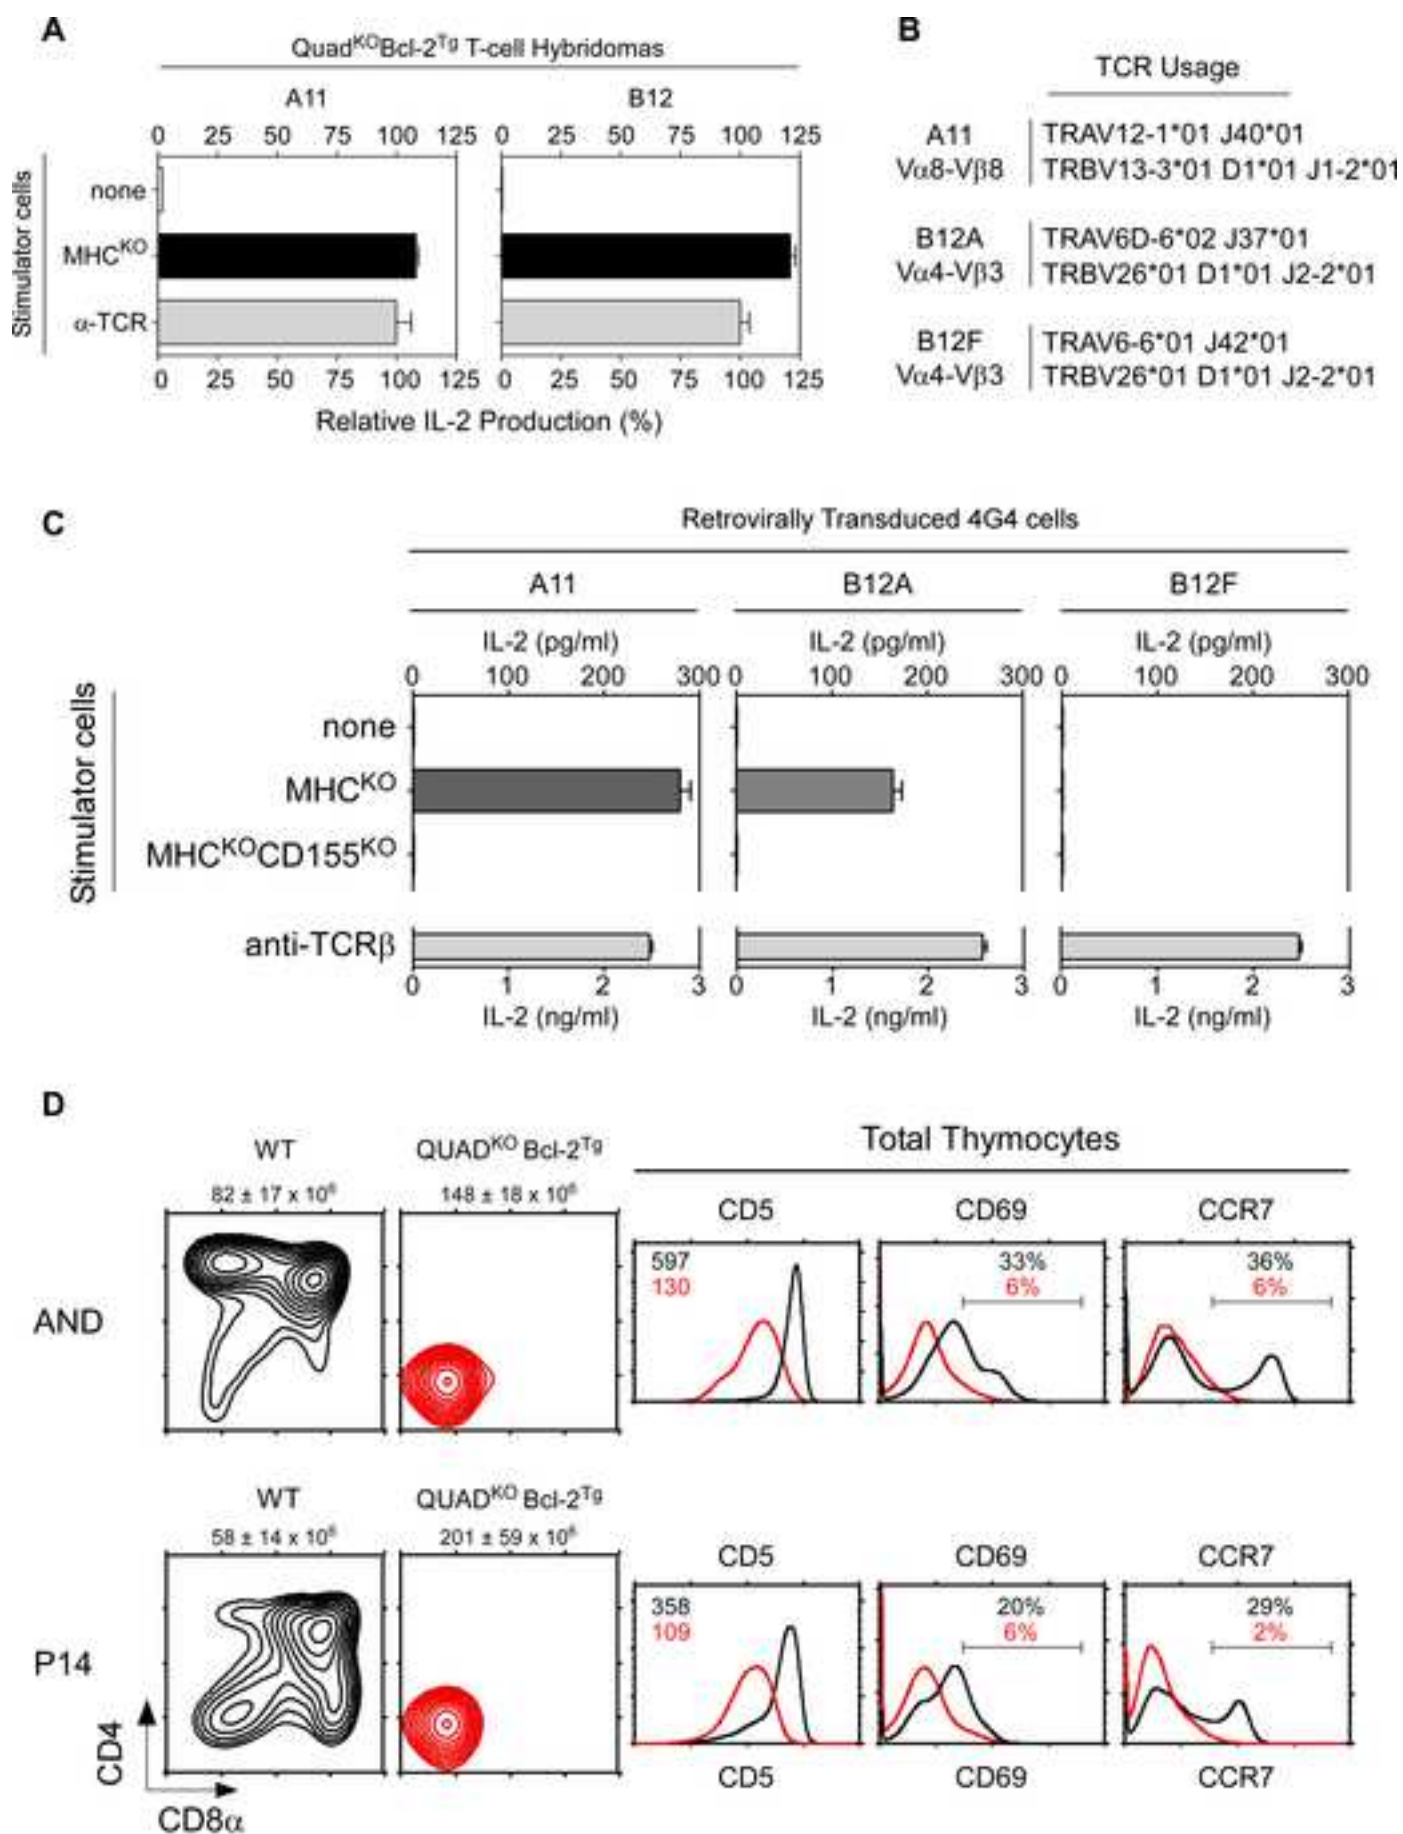 A
Quad^KO Bcl-2^Tg T-cell Hybridomas
A11 B12
0 25 50 75 100 125 0 25 50 75 100 125
Stimulator cells
none
MHC^KO
α-TCR
0 25 50 75 100 125 0 25 50 75 100 125
Relative IL-2 Production (%)
B
TCR Usage
A11 TRAV12-1*01 J40*01
Vα8-Vβ8 TRBV13-3*01 D1*01 J1-2*01
B12A TRAV6D-6*02 J37*01
Vα4-Vβ3 TRBV26*01 D1*01 J2-2*01
B12F TRAV6-6*01 J42*01
Vα4-Vβ3 TRBV26*01 D1*01 J2-2*01
C
Retrovirally Transduced 4G4 cells
A11 B12A B12F
IL-2 (pg/ml) IL-2 (pg/ml) IL-2 (pg/ml)
0 100 200 300 0 100 200 300 0 100 200 300
Stimulator cells
none
MHC^KO
MHC^KO CD155^KO
anti-TCRβ
0 1 2 3 0 1 2 3 0 1 2 3
IL-2 (ng/ml) IL-2 (ng/ml) IL-2 (ng/ml)
D
WT QUAD^KO Bcl-2^Tg Total Thymocytes
82 ± 17 x 10^6 148 ± 18 x 10^6
CD5 CD69 CCR7
597 33% 36%
130 6% 6%
AND
WT QUAD^KO Bcl-2^Tg
58 ± 14 x 10^6 201 ± 59 x 10^6
CD5 CD69 CCR7
358 20% 29%
109 6% 2%
P14
CD4
CD5 CD69 CCR7
CD8α